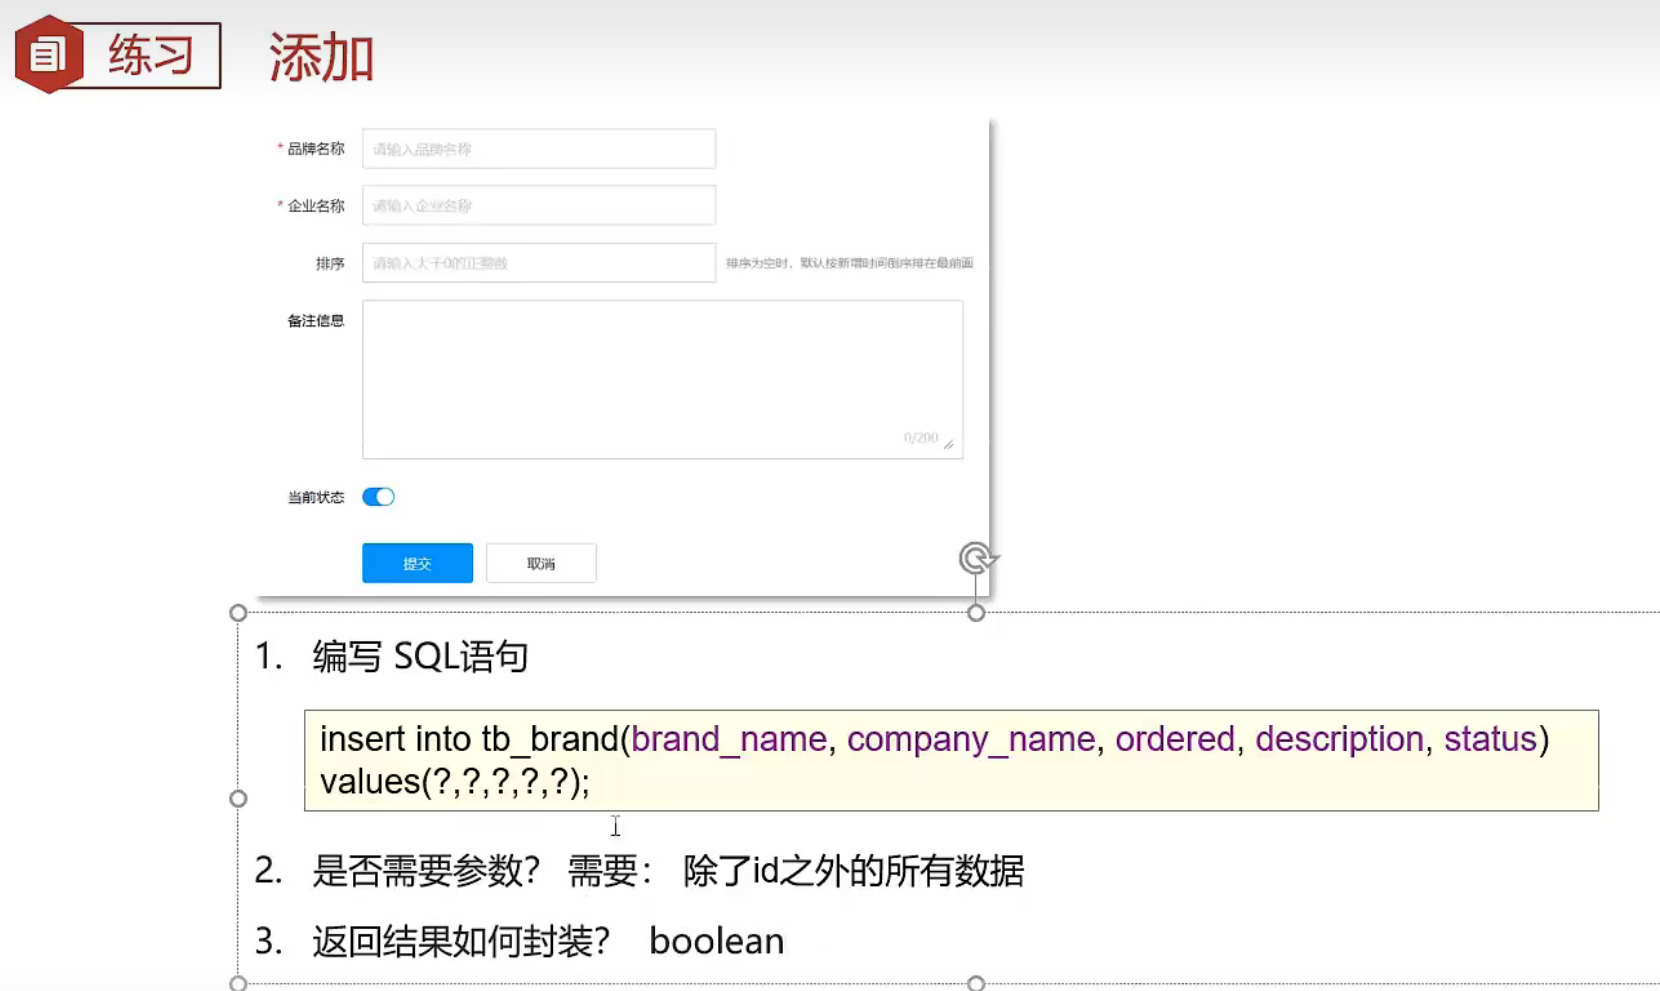 练习 添加
* 品牌名称 请输入品牌名称
* 企业名称 请输入企业名称
排序 请输入大于0的正整数 排序为空时，默认按新增时间倒序排在最前面
备注信息
0/200
当前状态
提交 取消
1. 编写 SQL语句
insert into tb_brand(brand_name, company_name, ordered, description, status)
values(?,?,?,?,?);
2. 是否需要参数？ 需要： 除了id之外的所有数据
3. 返回结果如何封装？ boolean